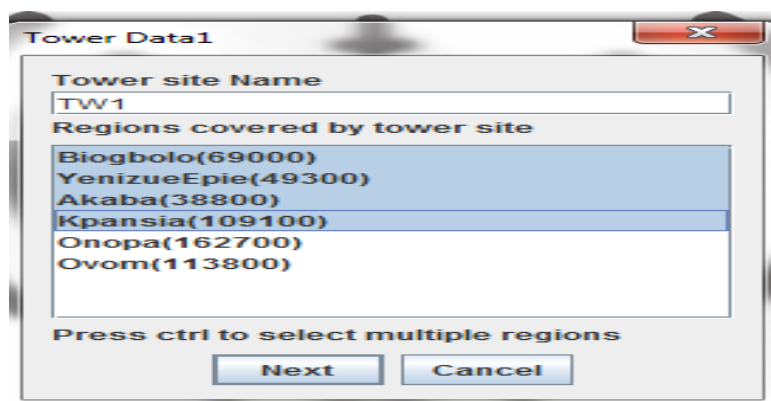 Tower Data1
Tower site Name
TW1
Regions covered by tower site
Biogbolo(69000)
YenizueEpie(49300)
Akaba(38800)
Kpansia(109100)
Onopa(162700)
Ovom(113800)
Press ctrl to select multiple regions
Next Cancel